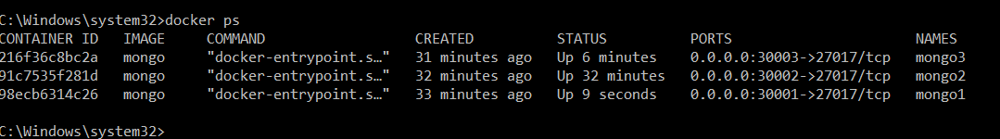 C:\Windows\system32>docker ps
CONTAINER ID   IMAGE     COMMAND                  CREATED          STATUS          PORTS                      NAMES
216f36c8bc2a   mongo     "docker-entrypoint.s…"   31 minutes ago   Up 6 minutes    0.0.0.0:30003->27017/tcp   mongo3
91c7535f281d   mongo     "docker-entrypoint.s…"   32 minutes ago   Up 32 minutes   0.0.0.0:30002->27017/tcp   mongo2
98ecb6314c26   mongo     "docker-entrypoint.s…"   33 minutes ago   Up 9 seconds    0.0.0.0:30001->27017/tcp   mongo1
C:\Windows\system32>